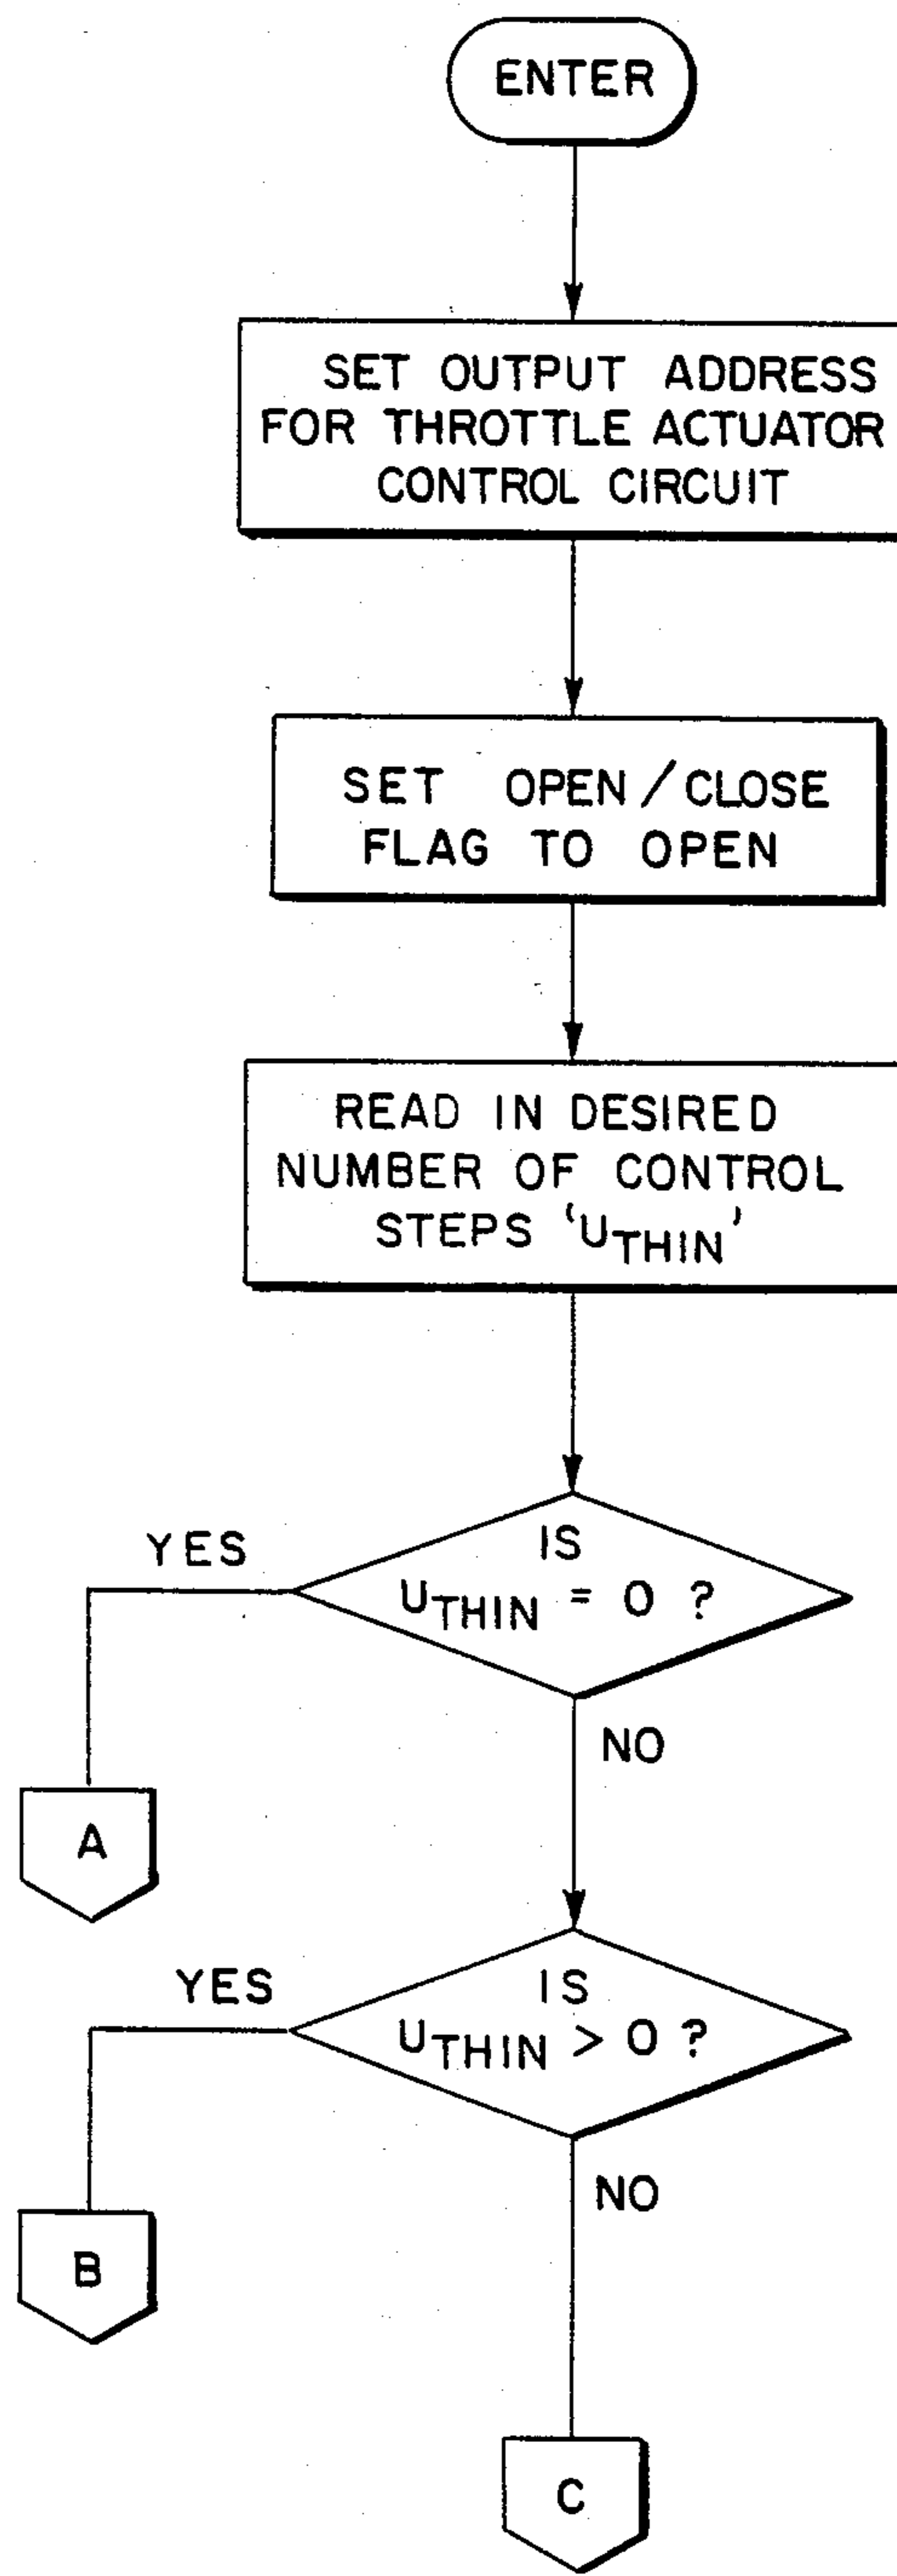 ENTER
SET OUTPUT ADDRESS
FOR THROTTLE ACTUATOR
CONTROL CIRCUIT
SET OPEN/CLOSE
FLAG TO OPEN
READ IN DESIRED
NUMBER OF CONTROL
STEPS 'UTHIN'
YES
IS
UTHIN = 0 ?
NO
A
YES
IS
UTHIN > 0 ?
NO
B
C